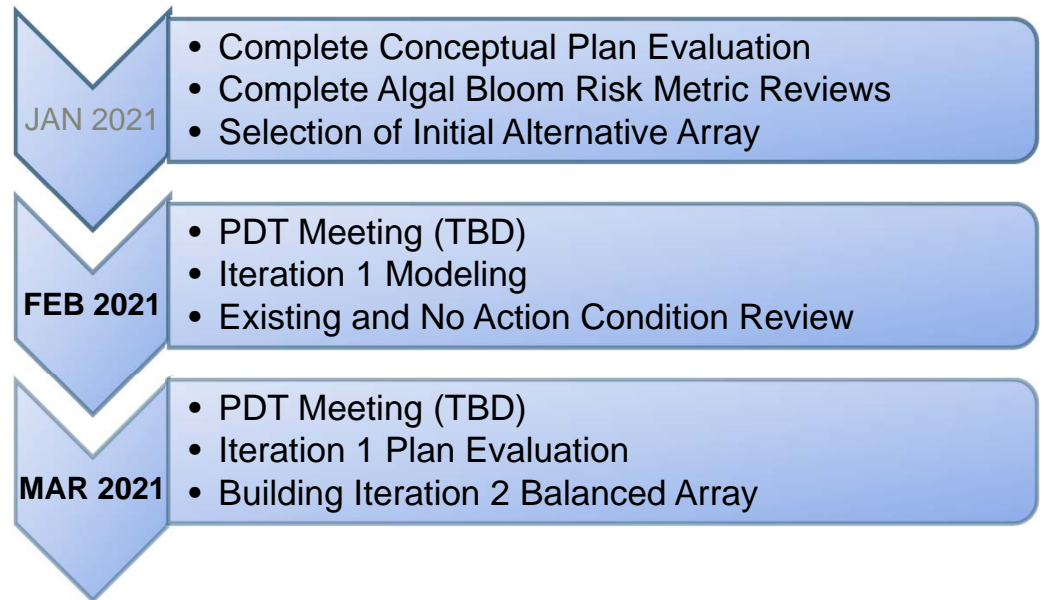 JAN 2021
• Complete Conceptual Plan Evaluation
• Complete Algal Bloom Risk Metric Reviews
• Selection of Initial Alternative Array
FEB 2021
• PDT Meeting (TBD)
• Iteration 1 Modeling
• Existing and No Action Condition Review
MAR 2021
• PDT Meeting (TBD)
• Iteration 1 Plan Evaluation
• Building Iteration 2 Balanced Array